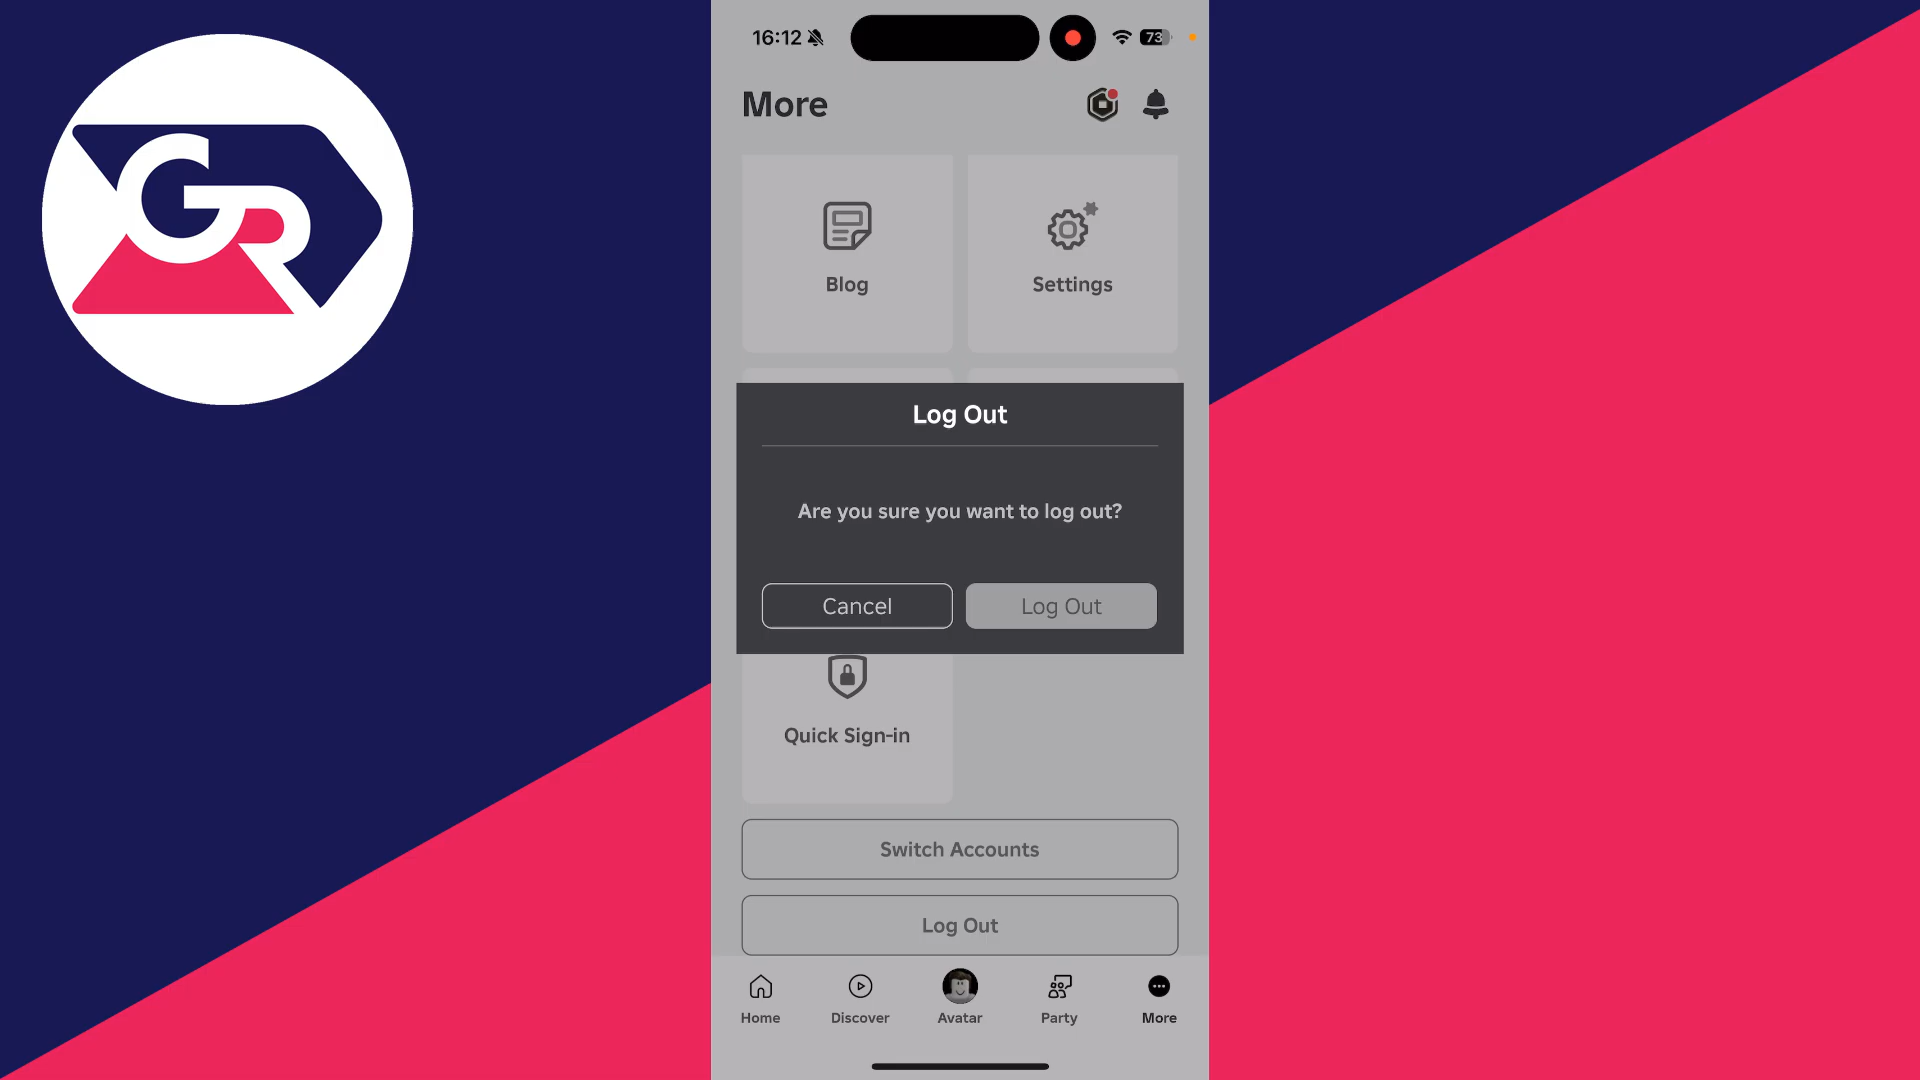 GR
16:12
73
More
Blog
Settings
Log Out
Are you sure you want to log out?
Cancel
Log Out
Quick Sign-in
Switch Accounts
Log Out
Home
Discover
Avatar
Party
More